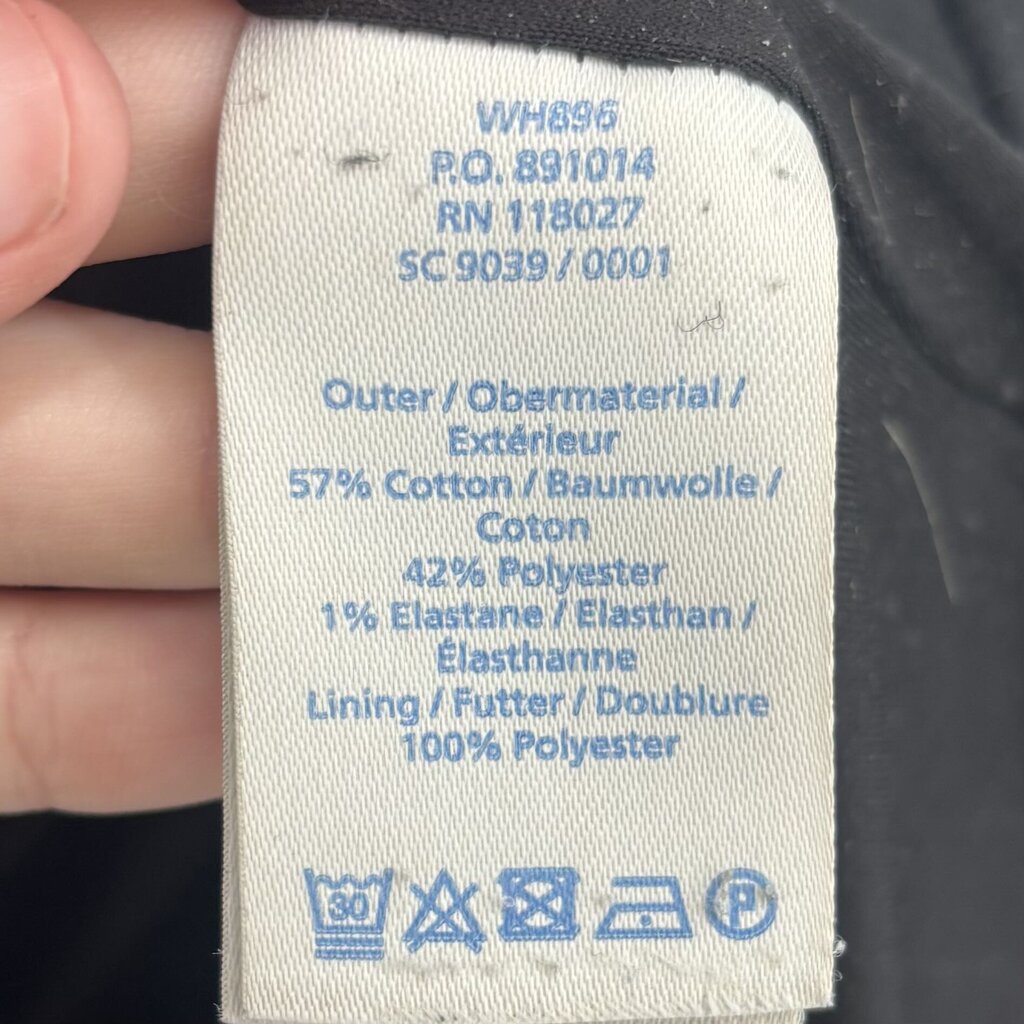 WH896
P.O. 891014
RN 118027
SC 9039 / 0001
Outer / Obermaterial /
Extérieur
57% Cotton / Baumwolle /
Coton
42% Polyester
1% Elastane / Elasthan /
Élasthanne
Lining / Futter / Doublure
100% Polyester
30 P